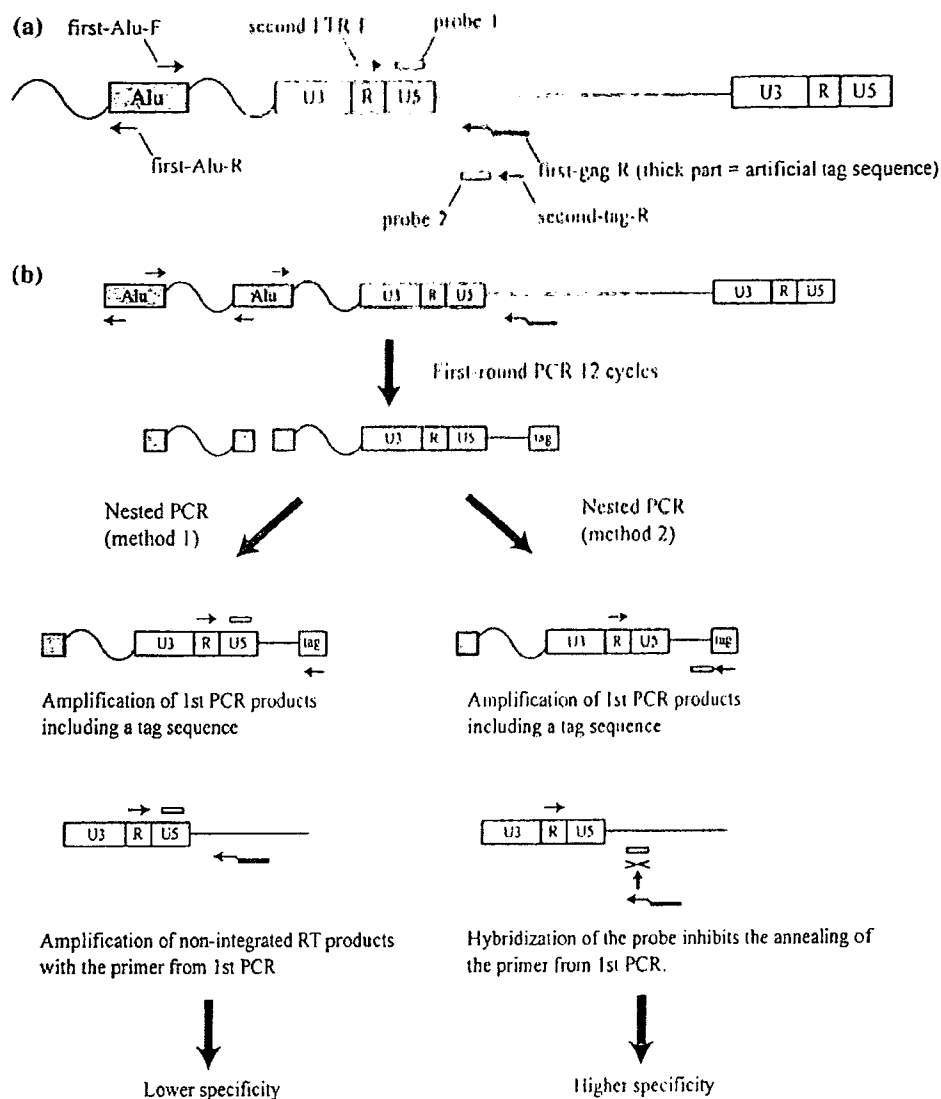 (a)
first-Alu-F
second LTR F
probe 1
Alu
U3 R U5
U3 R U5
first-Alu-R
first-gag R (thick part = artificial tag sequence)
probe 2
second-tag-R
(b)
Alu
Alu
U3 R U5
U3 R U5
First-round PCR 12 cycles
U3 R U5
tag
Nested PCR
(method 1)
Nested PCR
(method 2)
U3 R U5
tag
U3 R U5
tag
Amplification of 1st PCR products
including a tag sequence
Amplification of 1st PCR products
including a tag sequence
U3 R U5
U3 R U5
Amplification of non-integrated RT products
with the primer from 1st PCR
Hybridization of the probe inhibits the annealing of
the primer from 1st PCR.
Lower specificity
Higher specificity